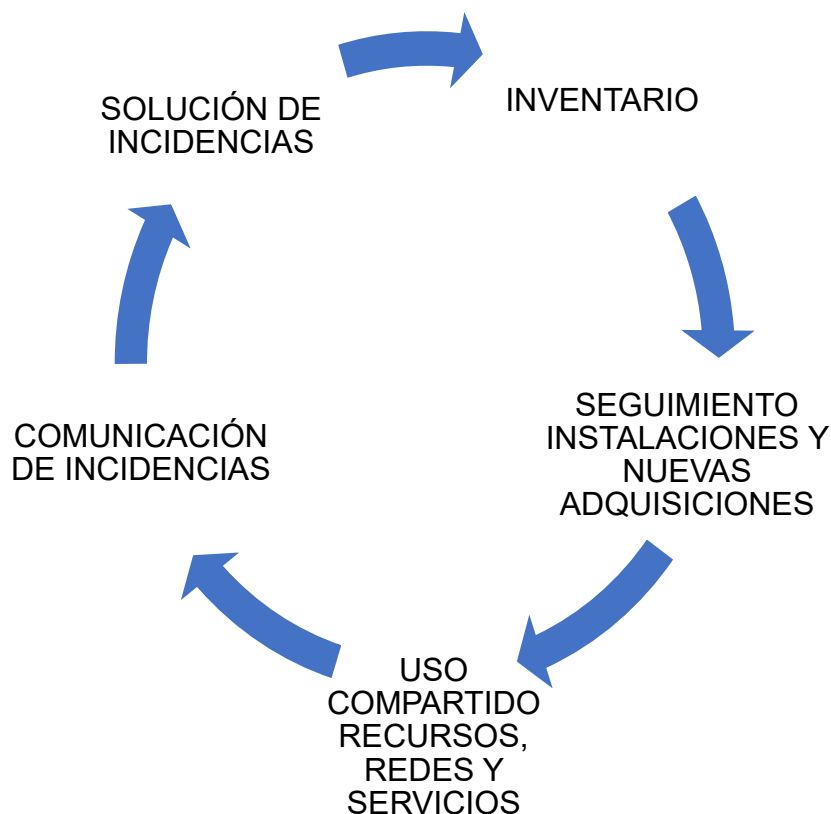 SOLUCIÓN DE
INCIDENCIAS
INVENTARIO
SEGUIMIENTO
INSTALACIONES Y
NUEVAS
ADQUISICIONES
USO
COMPARTIDO
RECURSOS,
REDES Y
SERVICIOS
COMUNICACIÓN
DE INCIDENCIAS